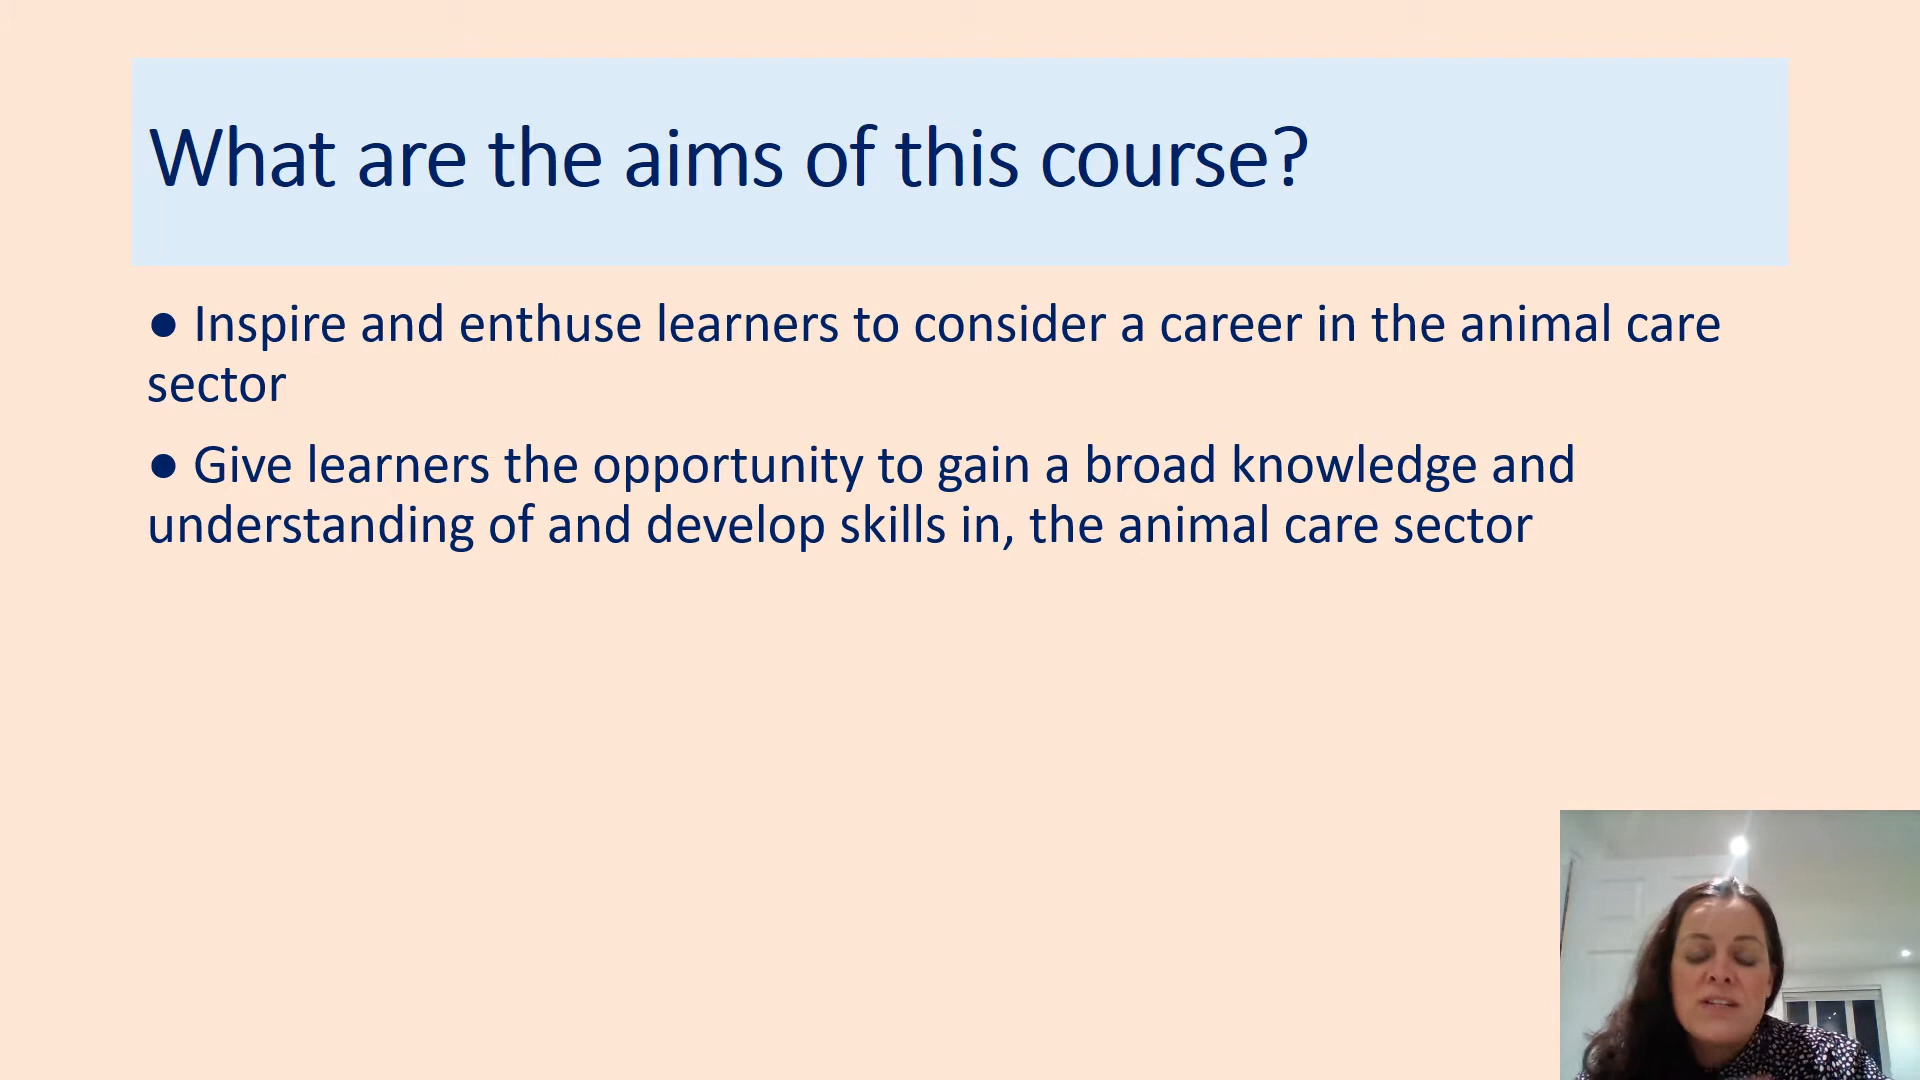 What are the aims of this course?
● Inspire and enthuse learners to consider a career in the animal care
sector
● Give learners the opportunity to gain a broad knowledge and
understanding of and develop skills in, the animal care sector